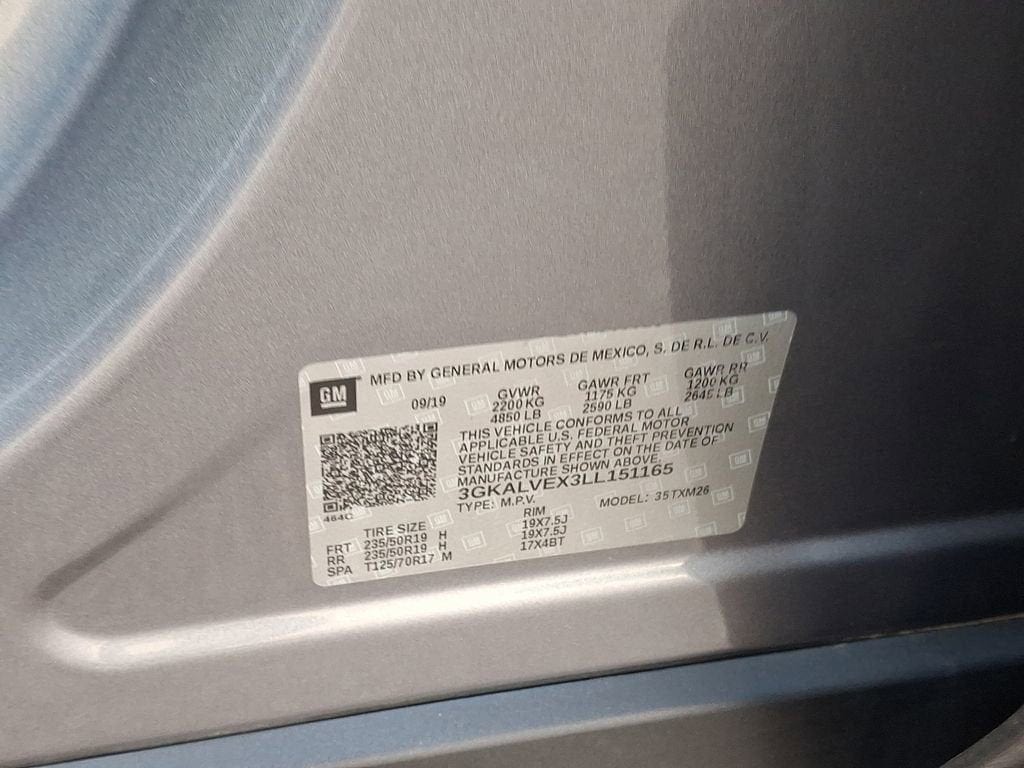 MFD BY GENERAL MOTORS DE MEXICO, S. DE R.L. DE C.V.
GM
09/19 GVWR GAWR FRT GAWR RR
2200 KG 1175 KG 1200 KG
4850 LB 2590 LB 2645 LB
THIS VEHICLE CONFORMS TO ALL
APPLICABLE U.S. FEDERAL MOTOR
VEHICLE SAFETY AND THEFT PREVENTION
STANDARDS IN EFFECT ON THE DATE OF
MANUFACTURE SHOWN ABOVE.
3GKALVEX3LL151165
TYPE: M.P.V. MODEL: 35TXM26
464C
TIRE SIZE RIM
FRT 235/50R19 H 19X7.5J
RR 235/50R19 H 19X7.5J
SPA T125/70R17 M 17X4BT